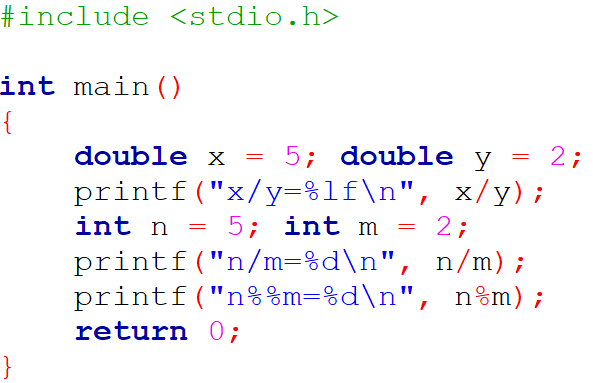 #include <stdio.h>
int main()
{
    double x = 5; double y = 2;
    printf("x/y=%lf\n", x/y);
    int n = 5; int m = 2;
    printf("n/m=%d\n", n/m);
    printf("n%%m=%d\n", n%m);
    return 0;
}